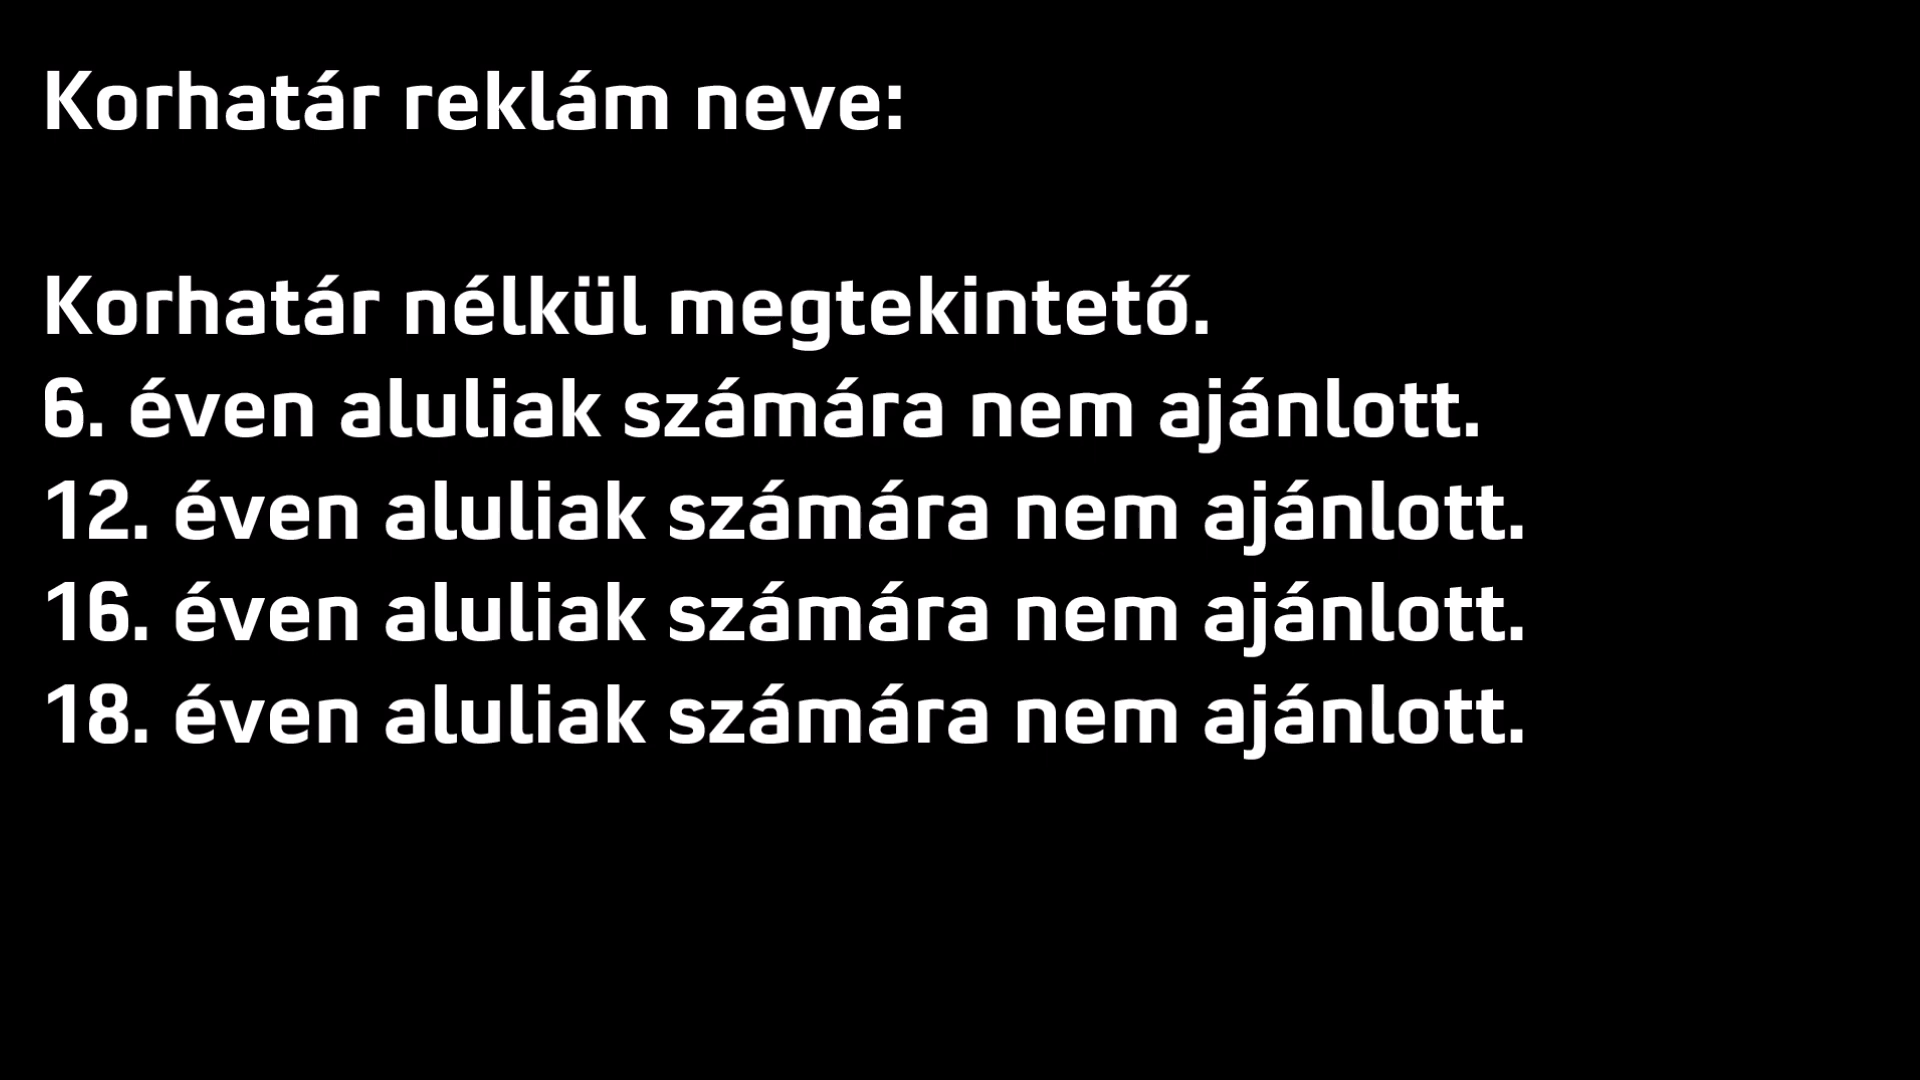 Korhatár reklám neve:
Korhatár nélkül megtekintető.
6. éven aluliak számára nem ajánlott.
12. éven aluliak számára nem ajánlott.
16. éven aluliak számára nem ajánlott.
18. éven aluliak számára nem ajánlott.